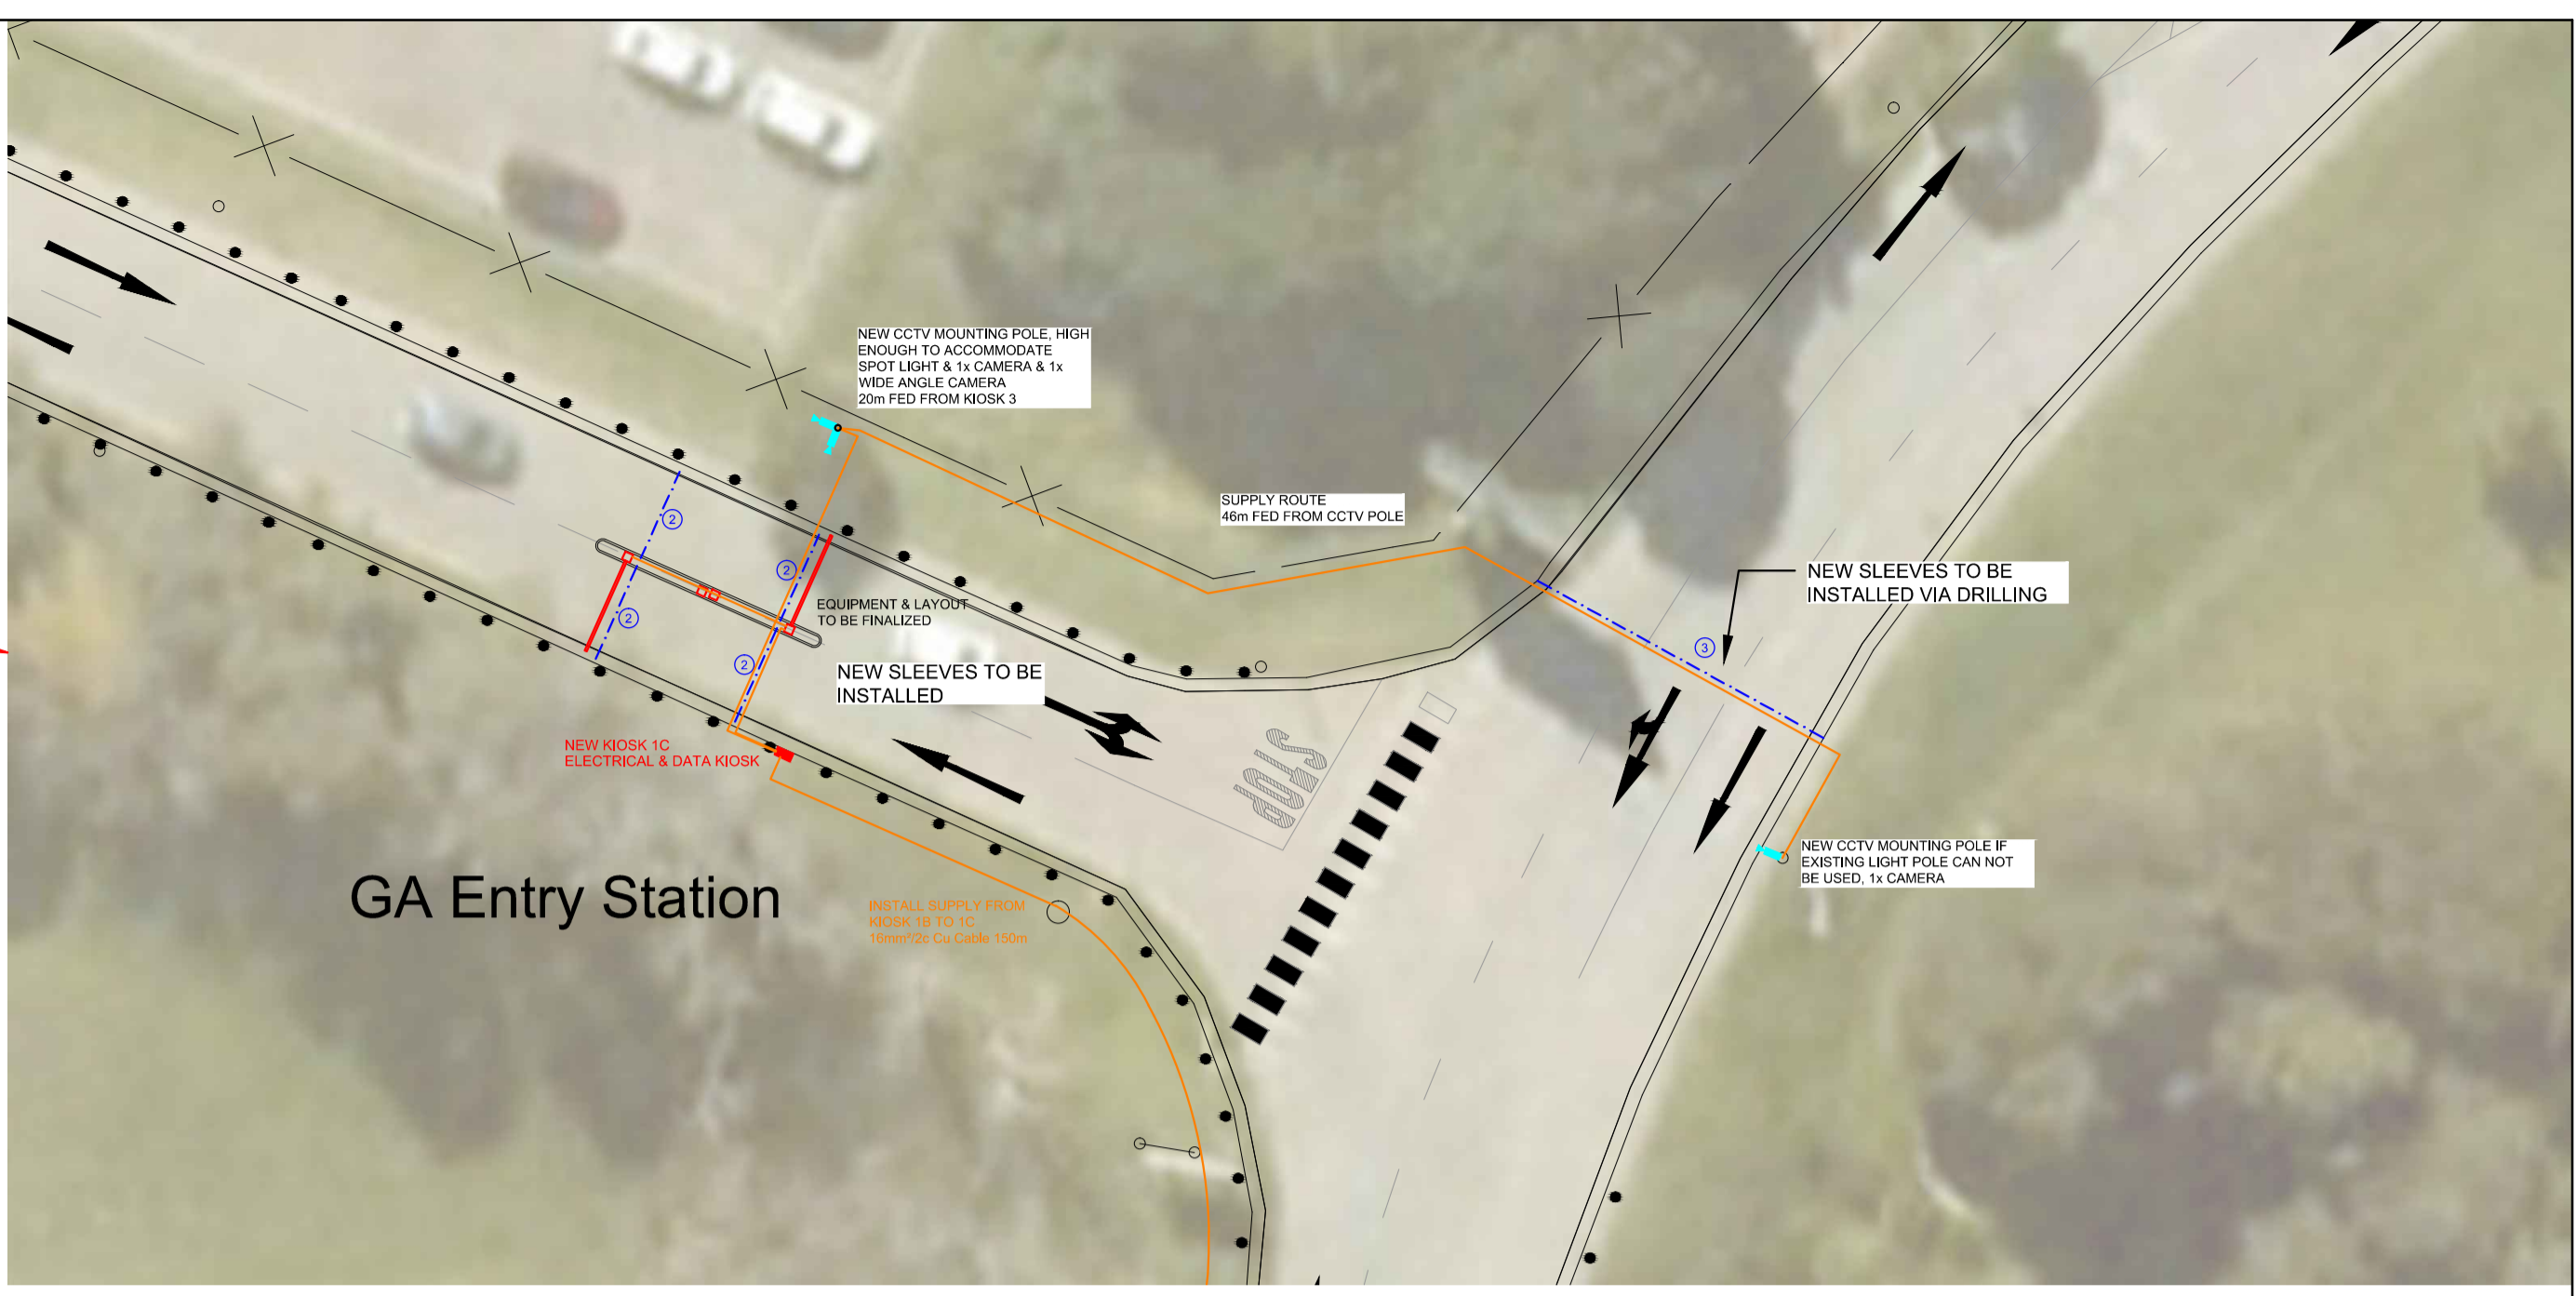 NEW CCTV MOUNTING POLE, HIGH
ENOUGH TO ACCOMMODATE
SPOT LIGHT & 1x CAMERA & 1x
WIDE ANGLE CAMERA
20m FED FROM KIOSK 3
SUPPLY ROUTE
46m FED FROM CCTV POLE
2
2
2
2
EQUIPMENT & LAYOUT
TO BE FINALIZED
NEW SLEEVES TO BE
INSTALLED VIA DRILLING
3
NEW SLEEVES TO BE
INSTALLED
NEW KIOSK 1C
ELECTRICAL & DATA KIOSK
STOP
NEW CCTV MOUNTING POLE IF
EXISTING LIGHT POLE CAN NOT
BE USED, 1x CAMERA
GA Entry Station
INSTALL SUPPLY FROM
KIOSK 1B TO 1C
16mm²/2c Cu Cable 150m